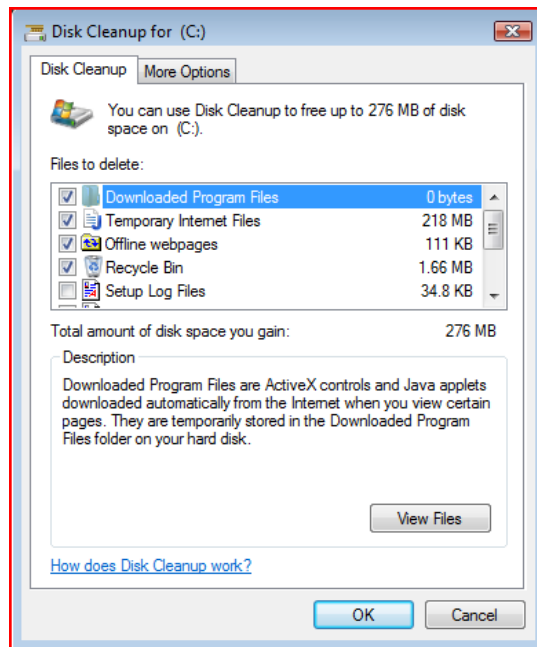 Disk Cleanup for  (C:)
Disk Cleanup
More Options
You can use Disk Cleanup to free up to 276 MB of disk
space on  (C:).
Files to delete:
Downloaded Program Files 0 bytes
Temporary Internet Files 218 MB
Offline webpages 111 KB
Recycle Bin 1.66 MB
Setup Log Files 34.8 KB
Total amount of disk space you gain: 276 MB
Description
Downloaded Program Files are ActiveX controls and Java applets
downloaded automatically from the Internet when you view certain
pages. They are temporarily stored in the Downloaded Program
Files folder on your hard disk.
View Files
How does Disk Cleanup work?
OK
Cancel